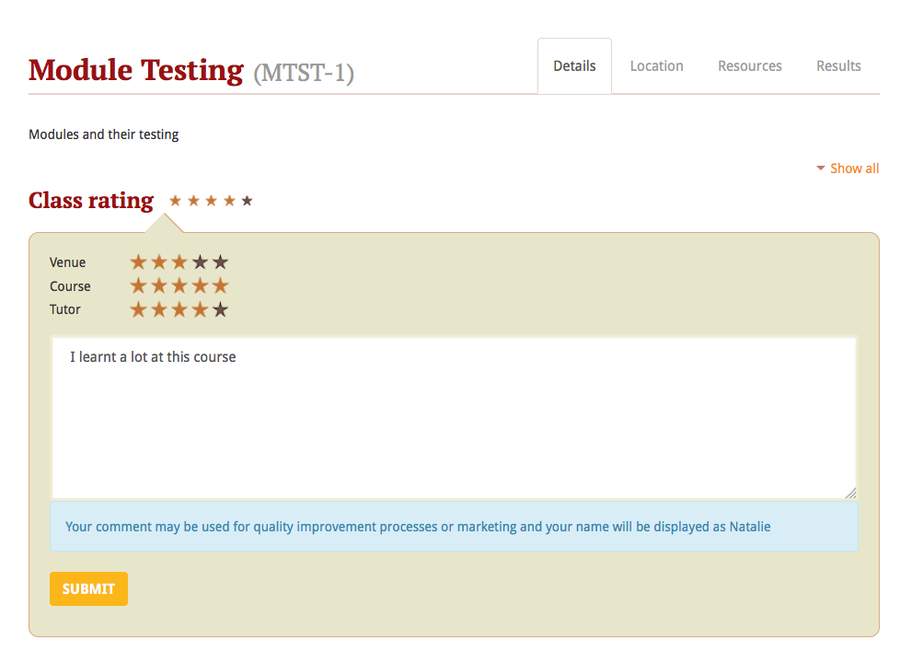 Module Testing (MTST-1)
Details
Location
Resources
Results
Modules and their testing
Show all
Class rating
Venue
Course
Tutor
I learnt a lot at this course
Your comment may be used for quality improvement processes or marketing and your name will be displayed as Natalie
SUBMIT